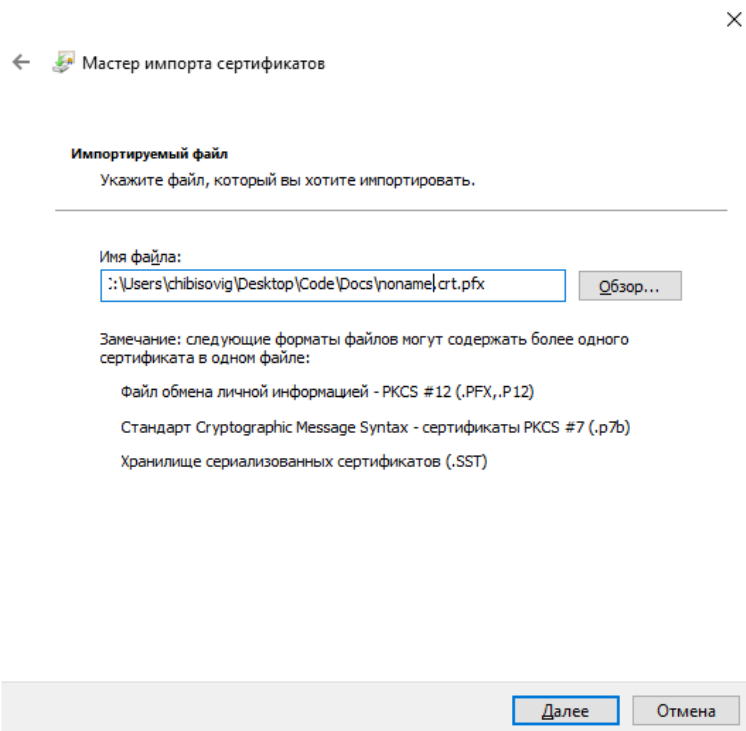 Мастер импорта сертификатов
Импортируемый файл
Укажите файл, который вы хотите импортировать.
Имя файла:
C:\Users\chibisovig\Desktop\Code\Docs\noname.crt.pfx
Обзор...
Замечание: следующие форматы файлов могут содержать более одного
сертификата в одном файле:
Файл обмена личной информацией - PKCS #12 (.PFX,.P12)
Стандарт Cryptographic Message Syntax - сертификаты PKCS #7 (.p7b)
Хранилище сериализованных сертификатов (.SST)
Далее
Отмена